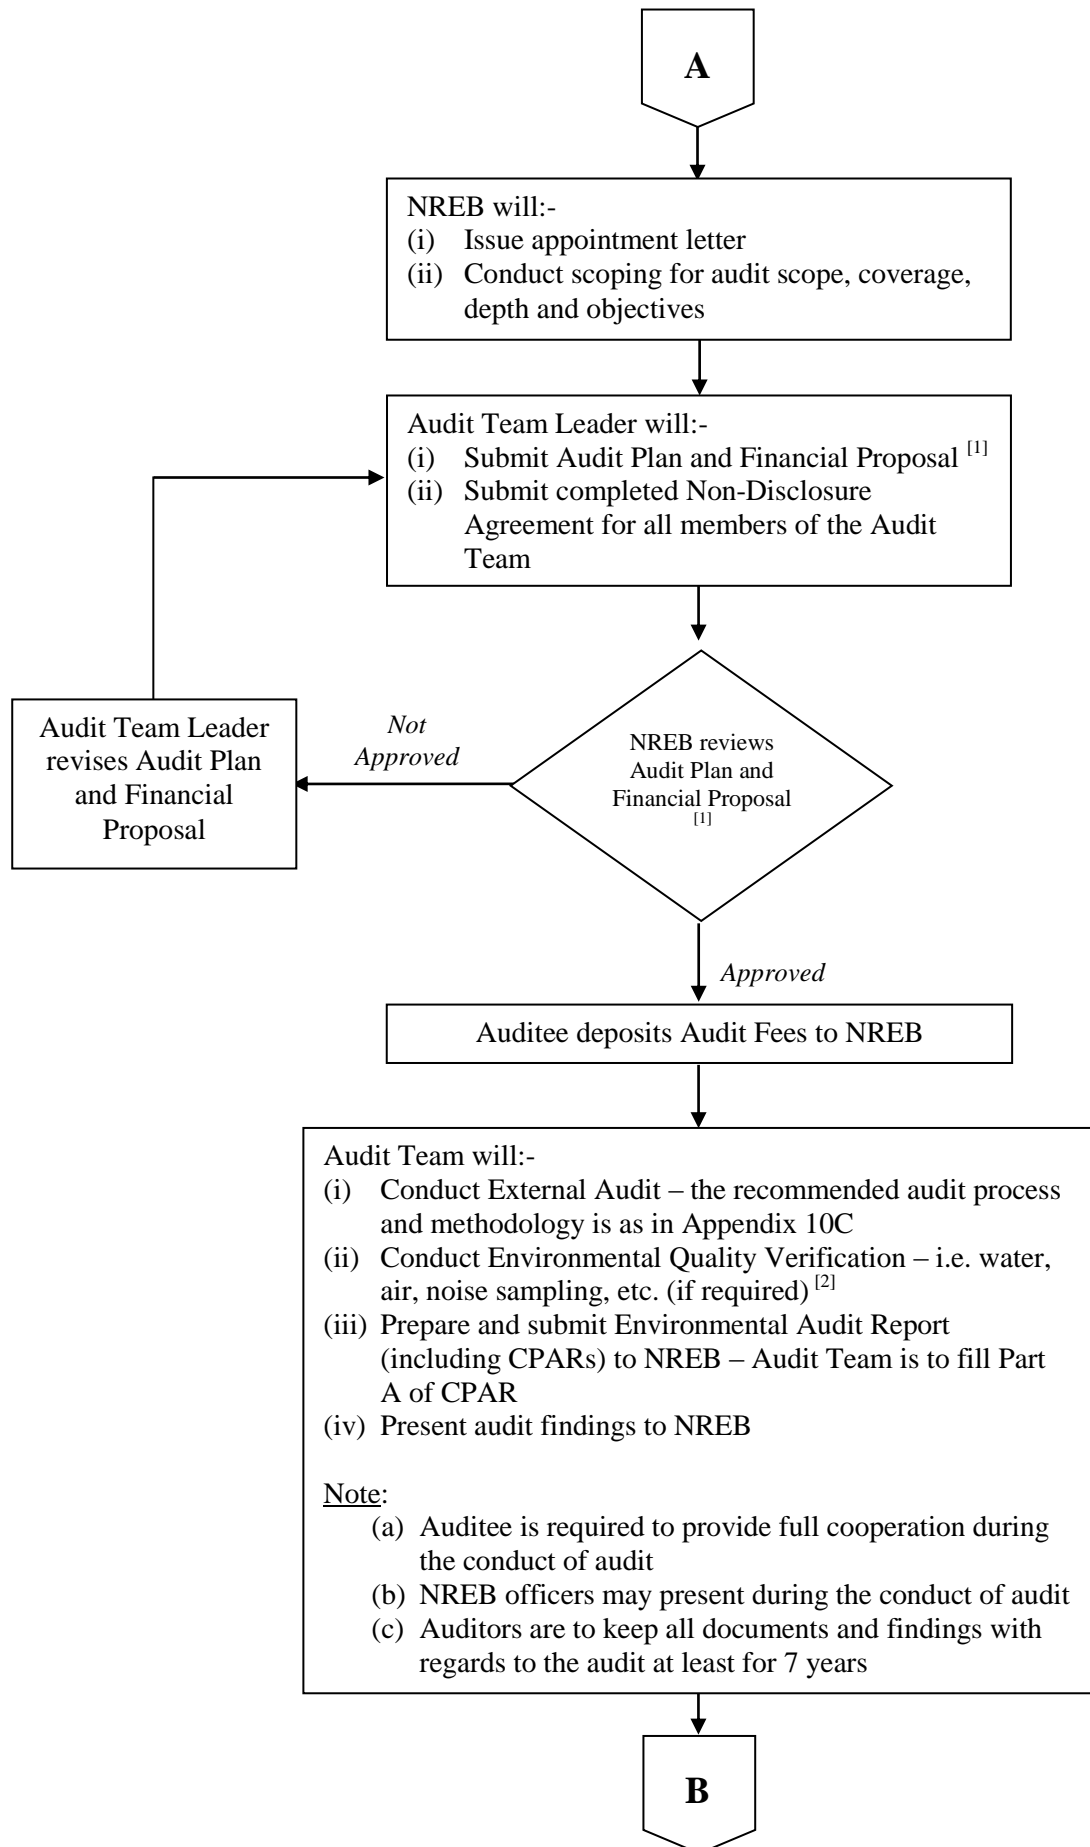 A
NREB will:-
(i) Issue appointment letter
(ii) Conduct scoping for audit scope, coverage,
depth and objectives
Audit Team Leader will:-
(i) Submit Audit Plan and Financial Proposal [1]
(ii) Submit completed Non-Disclosure
Agreement for all members of the Audit
Team
Audit Team Leader
revises Audit Plan
and Financial
Proposal
Not
Approved
NREB reviews
Audit Plan and
Financial Proposal
[1]
Approved
Auditee deposits Audit Fees to NREB
Audit Team will:-
(i) Conduct External Audit – the recommended audit process
and methodology is as in Appendix 10C
(ii) Conduct Environmental Quality Verification – i.e. water,
air, noise sampling, etc. (if required) [2]
(iii) Prepare and submit Environmental Audit Report
(including CPARs) to NREB – Audit Team is to fill Part
A of CPAR
(iv) Present audit findings to NREB
Note:
(a) Auditee is required to provide full cooperation during
the conduct of audit
(b) NREB officers may present during the conduct of audit
(c) Auditors are to keep all documents and findings with
regards to the audit at least for 7 years
B